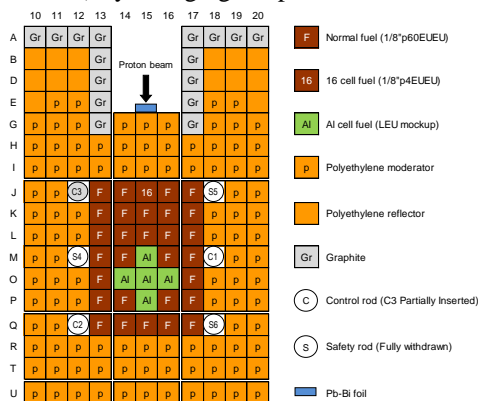 10 11 12 13 14 15 16 17 18 19 20
A Gr Gr Gr Gr Gr Gr Gr Gr
B Gr Gr
D Gr Gr
Proton beam
E p p Gr Gr p p
G p p p Gr p p p Gr p p p
H p p p p p p p p p p p
I p p p p p p p p p p p
J p p C3 F F 16 F F S5 p p
K p p p F F F F F p p p
L p p p F F F F F p p p
M p p S4 F F Al F F C1 p p
O p p p F Al Al Al F p p p
P p p p F F Al F F p p p
Q p p C2 F F F F F S6 p p
R p p p p p p p p p p p
T p p p p p p p p p p p
U p p p p p p p p p p p
F Normal fuel (1/8"p60EUEU)
16 16 cell fuel (1/8"p4EUEU)
Al Al cell fuel (LEU mockup)
p Polyethylene moderator
Polyethylene reflector
Gr Graphite
C Control rod (C3 Partially Inserted)
S Safety rod (Fully withdrawn)
Pb-Bi foil